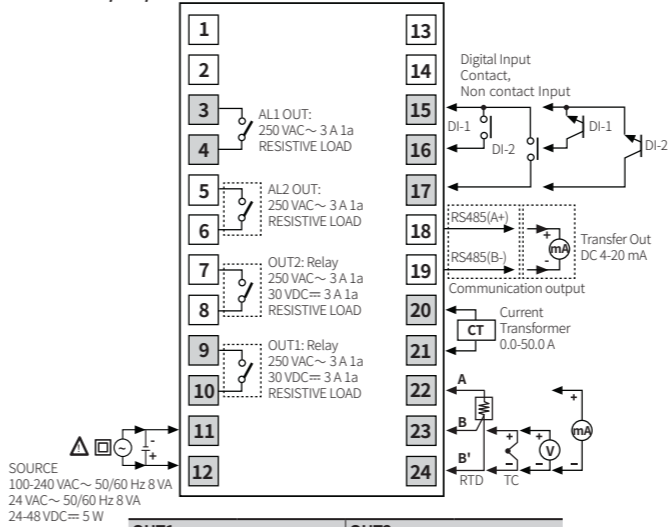 1
2
3
4
5
6
7
8
9
10
11
12
13
14
15
16
17
18
19
20
21
22
23
24
AL1 OUT:
250 VAC～ 3 A 1a
RESISTIVE LOAD
AL2 OUT:
250 VAC～ 3 A 1a
RESISTIVE LOAD
OUT2: Relay
250 VAC～ 3 A 1a
30 VDC⎓ 3 A 1a
RESISTIVE LOAD
OUT1: Relay
250 VAC～ 3 A 1a
30 VDC⎓ 3 A 1a
RESISTIVE LOAD
- +
SOURCE
100-240 VAC～ 50/60 Hz 8 VA
24 VAC～ 50/60 Hz 8 VA
24-48 VDC⎓ 5 W
Digital Input
Contact,
Non contact Input
DI-1
DI-2
DI-1
DI-2
RS485(A+)
RS485(B-)
+ mA -
Transfer Out
DC 4-20 mA
Communication output
CT
Current
Transformer
0.0-50.0 A
A
B
B'
RTD
+ - TC
+ V -
+ mA -
OUT1
OUT2